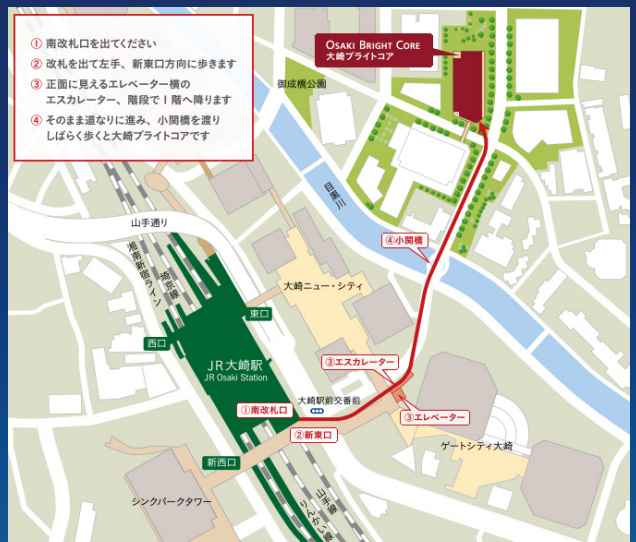 ① 南改札口を出てください
② 改札を出て左手、新東口方向に歩きます
③ 正面に見えるエレベーター横の
エスカレーター、階段で1階へ降ります
④ そのまま道なりに進み、小関橋を渡り
しばらく歩くと大崎ブライトコアです
OSAKI BRIGHT CORE
大崎ブライトコア
御成橋公園
目黒川
山手通り
④小関橋
湘南新宿ライン
埼京線
大崎ニュー・シティ
東口
西口
JR大崎駅
JR Osaki Station
③エスカレーター
大崎駅前交番前
①南改札口
③エレベーター
②新東口
ゲートシティ大崎
新西口
シンクパークタワー
山手線
りんかい線